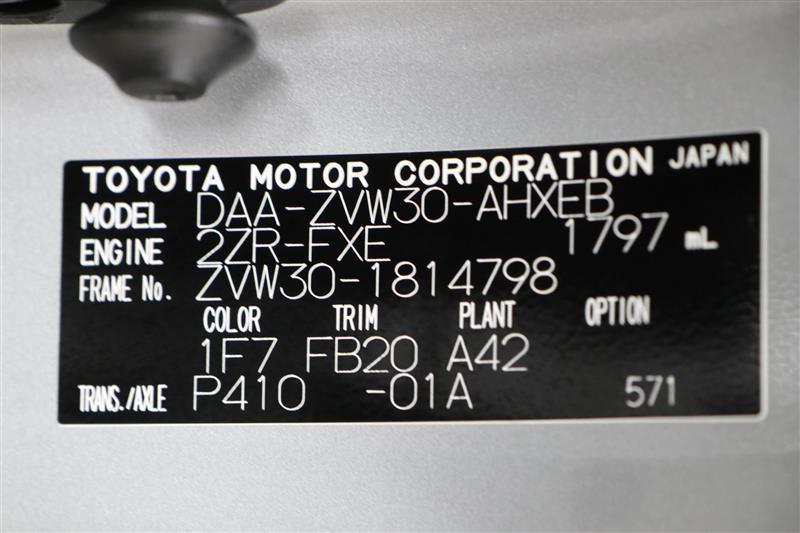 TOYOTA MOTOR CORPORATION JAPAN
MODEL DAA-ZVW30-AHXEB
ENGINE 2ZR-FXE 1797 mL
FRAME No. ZVW30-1814798
COLOR TRIM PLANT OPTION
1F7 FB20 A42
TRANS./AXLE P410 -01A 571